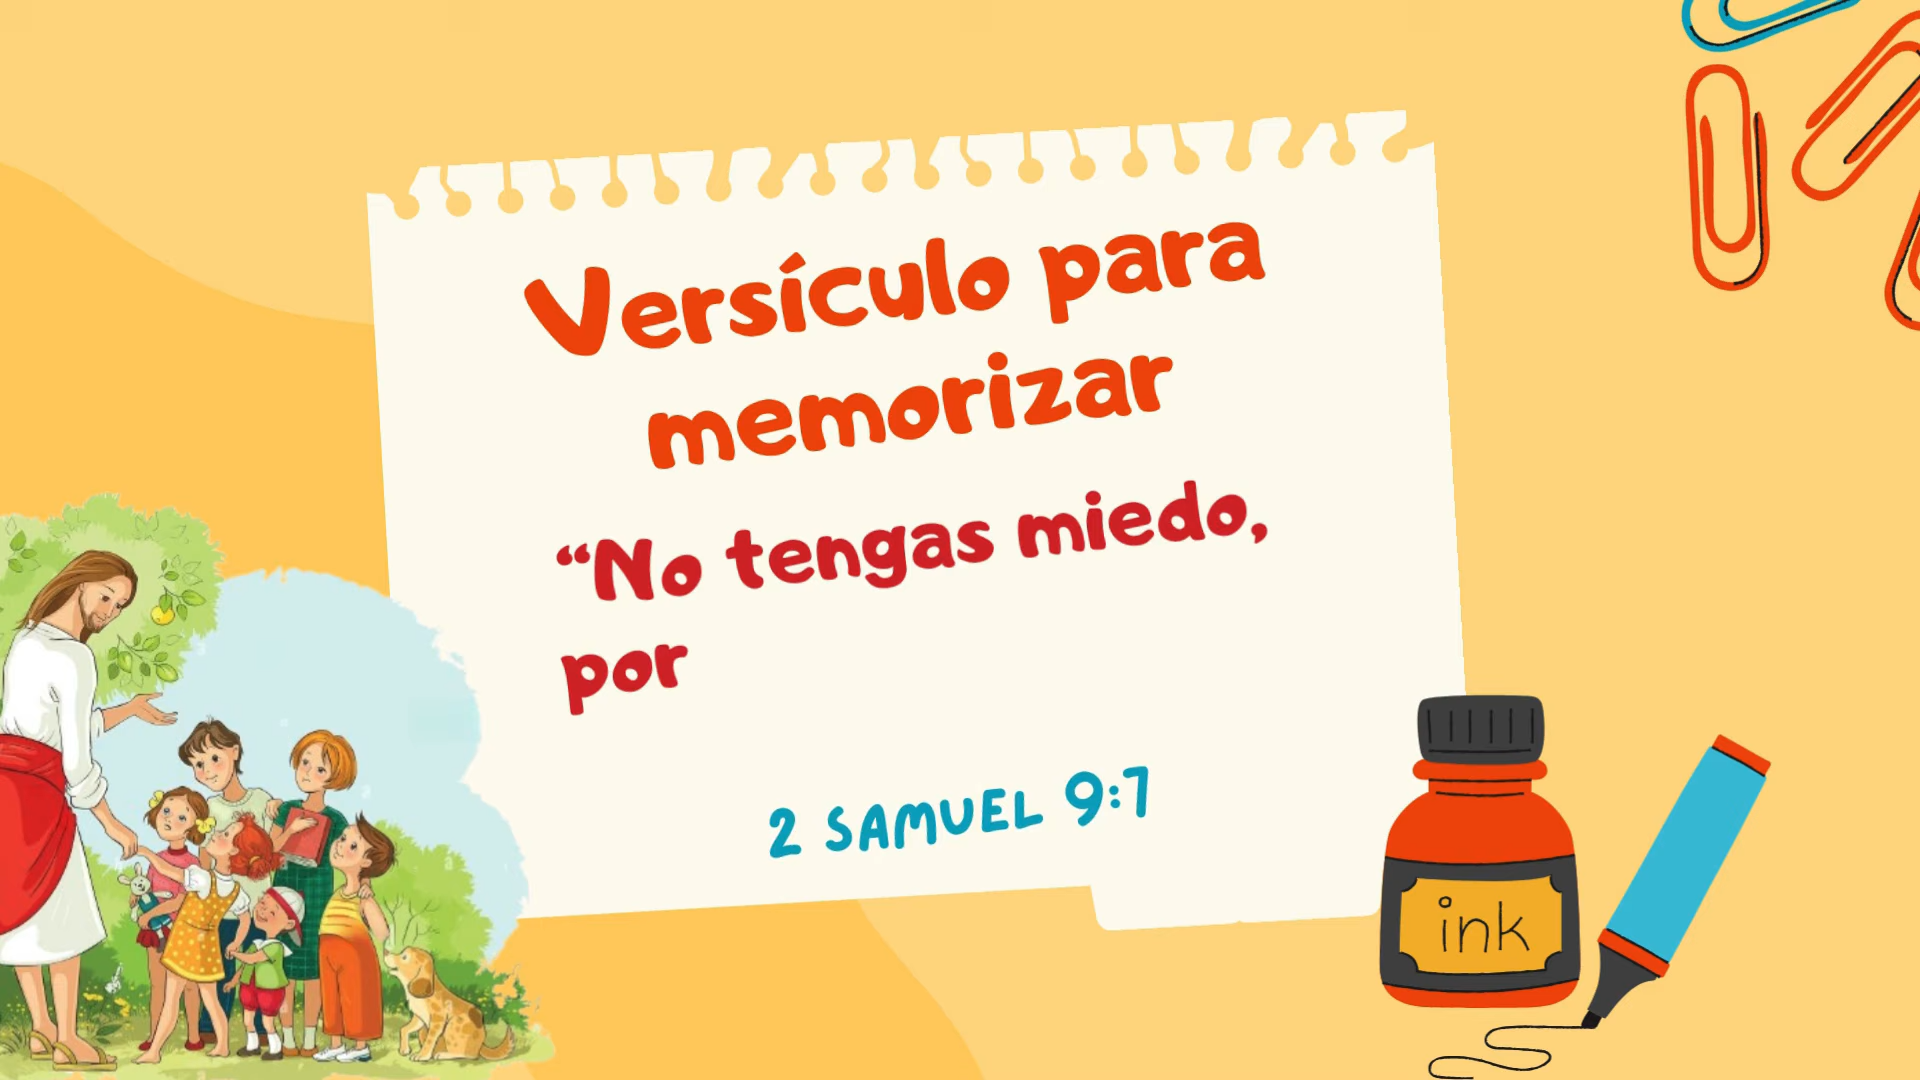 Versículo para
memorizar
“No tengas miedo,
por
2 SAMUEL 9:7
ink